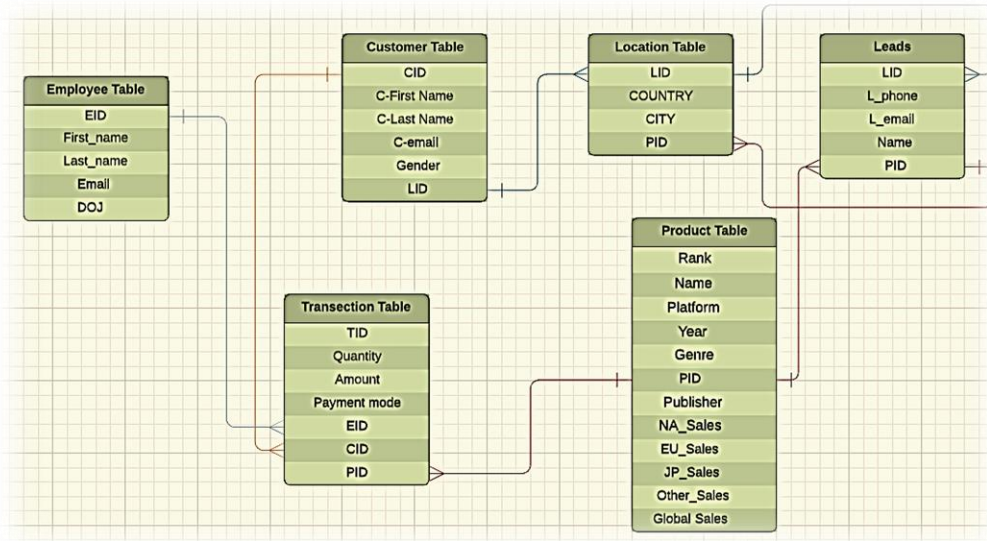 Employee Table
EID
First_name
Last_name
Email
DOJ
Customer Table
CID
C-First Name
C-Last Name
C-email
Gender
LID
Location Table
LID
COUNTRY
CITY
PID
Leads
LID
L_phone
L_email
Name
PID
Transection Table
TID
Quantity
Amount
Payment mode
EID
CID
PID
Product Table
Rank
Name
Platform
Year
Genre
PID
Publisher
NA_Sales
EU_Sales
JP_Sales
Other_Sales
Global Sales